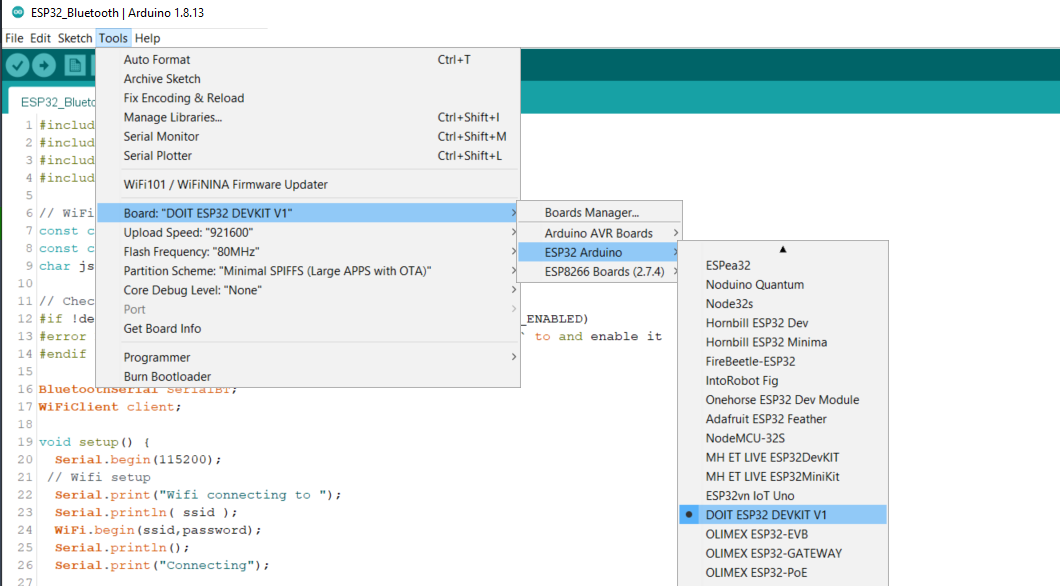 ESP32_Bluetooth | Arduino 1.8.13
File Edit Sketch Tools Help
Auto Format Ctrl+T
Archive Sketch
Fix Encoding & Reload
Manage Libraries... Ctrl+Shift+I
Serial Monitor Ctrl+Shift+M
Serial Plotter Ctrl+Shift+L
WiFi101 / WiFiNINA Firmware Updater
Board: "DOIT ESP32 DEVKIT V1"
Upload Speed: "921600"
Flash Frequency: "80MHz"
Partition Scheme: "Minimal SPIFFS (Large APPS with OTA)"
Core Debug Level: "None"
Port
Get Board Info
Programmer
Burn Bootloader
Boards Manager...
Arduino AVR Boards
ESP32 Arduino
ESP8266 Boards (2.7.4)
ESPea32
Noduino Quantum
Node32s
Hornbill ESP32 Dev
Hornbill ESP32 Minima
FireBeetle-ESP32
IntoRobot Fig
Onehorse ESP32 Dev Module
Adafruit ESP32 Feather
NodeMCU-32S
MH ET LIVE ESP32DevKIT
MH ET LIVE ESP32MiniKit
ESP32vn IoT Uno
DOIT ESP32 DEVKIT V1
OLIMEX ESP32-EVB
OLIMEX ESP32-GATEWAY
OLIMEX ESP32-PoE
ESP32_Blueto
1 #includ
2 #includ
3 #includ
4 #includ
5
6 // WiFi
7 const c
8 const c
9 char js
10
11 // Chec
12 #if !de _ENABLED)
13 #error ` to and enable it
14 #endif
15
16 BluetoothSerial SerialBT;
17 WiFiClient client;
18
19 void setup() {
20 Serial.begin(115200);
21 // Wifi setup
22 Serial.print("Wifi connecting to ");
23 Serial.println( ssid );
24 WiFi.begin(ssid,password);
25 Serial.println();
26 Serial.print("Connecting");
27